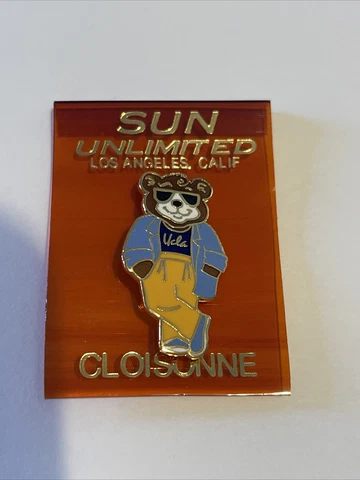 SUN
UNLIMITED
LOS ANGELES, CALIF
Ucla
CLOISONNE